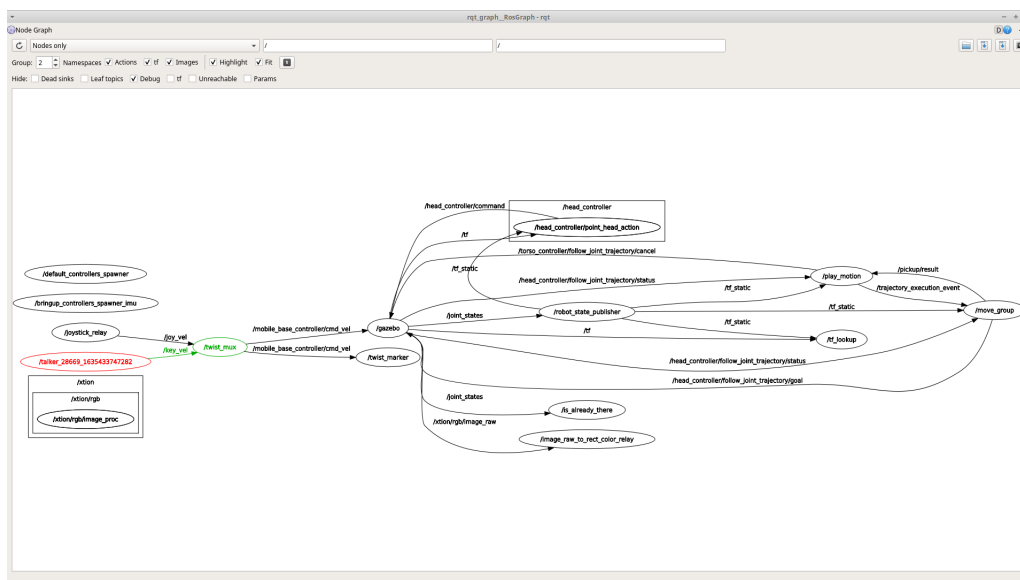 rqt_graph__RosGraph - rqt
Node Graph
D
Nodes only
/
/
Group: 2 Namespaces Actions tf Images Highlight Fit
Hide: Dead sinks Leaf topics Debug tf Unreachable Params
/head_controller/command
/head_controller
/head_controller/point_head_action
/tf
/torso_controller/follow_joint_trajectory/cancel
/default_controllers_spawner
/tf_static
/head_controller/follow_joint_trajectory/status
/play_motion
/pickup/result
/trajectory_execution_event
/tf_static
/bringup_controllers_spawner_imu
/joystick_relay
/joy_vel
/mobile_base_controller/cmd_vel
/gazebo
/joint_states
/robot_state_publisher
/tf_static
/move_group
/tf_static
/tf
/tf_lookup
/talker_28669_1635433747282
/key_vel
/twist_mux
/mobile_base_controller/cmd_vel
/twist_marker
/head_controller/follow_joint_trajectory/status
/head_controller/follow_joint_trajectory/goal
/xtion
/xtion/rgb
/xtion/rgb/image_proc
/joint_states
/is_already_there
/xtion/rgb/image_raw
/image_raw_to_rect_color_relay